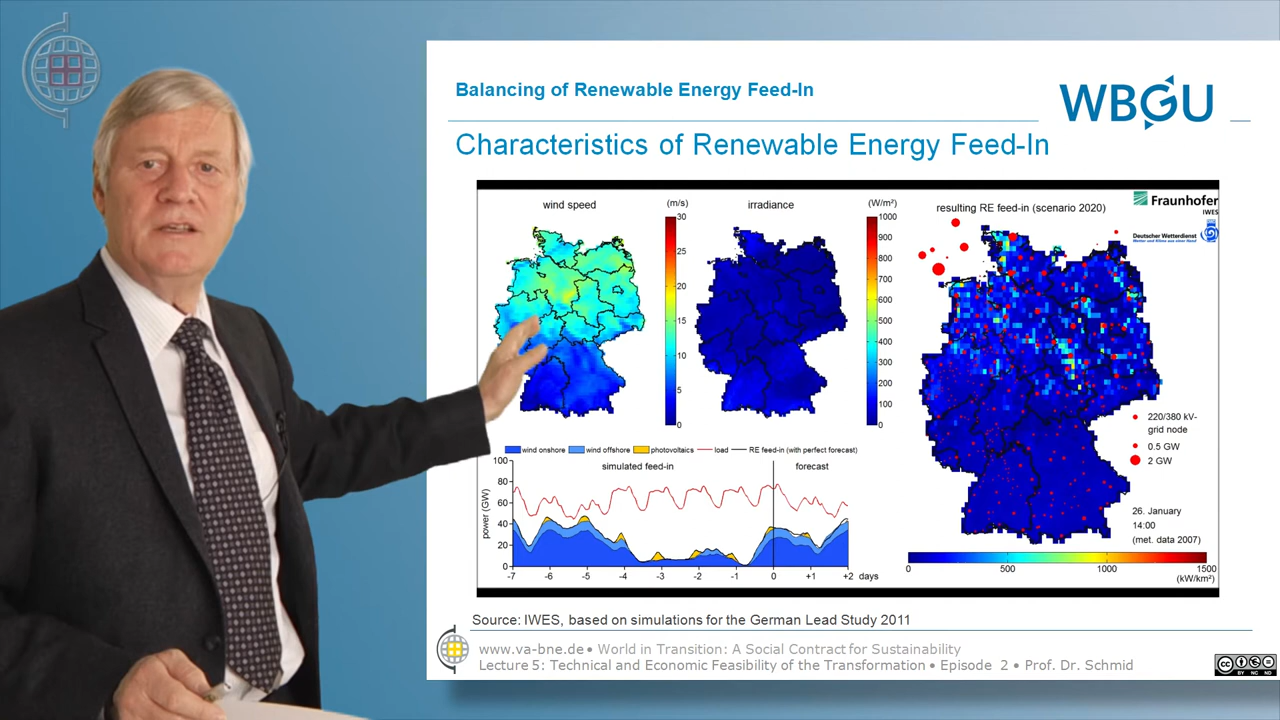 Balancing of Renewable Energy Feed-In
WBGU
Characteristics of Renewable Energy Feed-In
wind speed
(m/s)
30
25
20
15
10
5
0
irradiance
(W/m²)
1000
900
800
700
600
500
400
300
200
100
0
resulting RE feed-in (scenario 2020)
Fraunhofer
IWES
Deutscher Wetterdienst
220/380 kV-
grid node
0.5 GW
2 GW
26. January
14:00
(met. data 2007)
0 500 1000 1500
(kW/km²)
wind onshore wind offshore photovoltaics load RE feed-in (with perfect forecast)
simulated feed-in forecast
power (GW)
100
80
60
40
20
0
-7 -6 -5 -4 -3 -2 -1 0 +1 +2 days
Source: IWES, based on simulations for the German Lead Study 2011
www.va-bne.de • World in Transition: A Social Contract for Sustainability
Lecture 5: Technical and Economic Feasibility of the Transformation • Episode 2 • Prof. Dr. Schmid
CC
BY NC ND